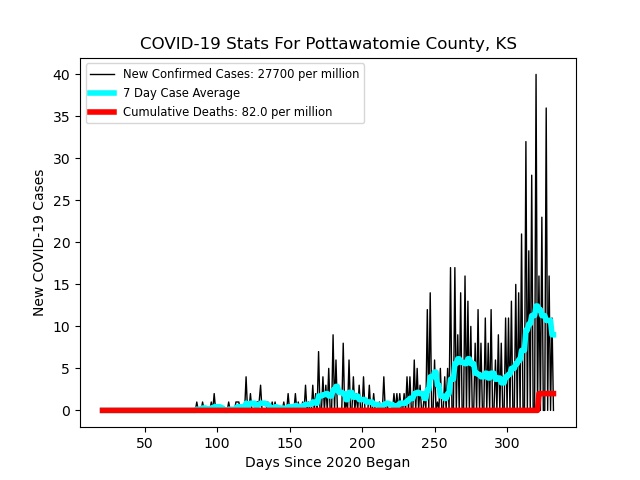 COVID-19 Stats For Pottawatomie County, KS
New Confirmed Cases: 27700 per million
7 Day Case Average
Cumulative Deaths: 82.0 per million
New COVID-19 Cases
40
35
30
25
20
15
10
5
0
50 100 150 200 250 300
Days Since 2020 Began